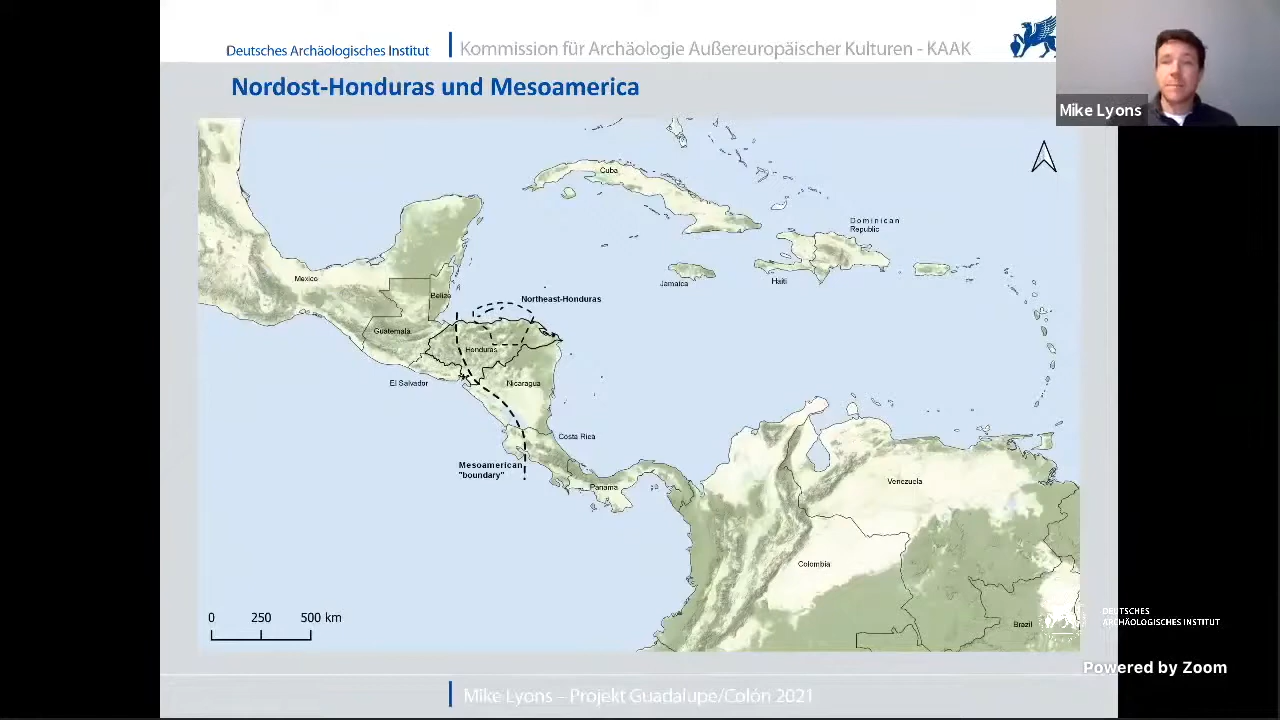 Deutsches Archäologisches Institut
Kommission für Archäologie Außereuropäischer Kulturen - KAAK
Nordost-Honduras und Mesoamerica
Mike Lyons
Cuba
Dominican
Republic
Mexico
Jamaica
Haiti
Belize
Northeast-Honduras
Guatemala
Honduras
El Salvador
Nicaragua
Costa Rica
Mesoamerican
"boundary"
Panama
Venezuela
Colombia
Brazil
0 250 500 km
DEUTSCHES
ARCHÄOLOGISCHES INSTITUT
Powered by Zoom
Mike Lyons – Projekt Guadalupe/Colón 2021